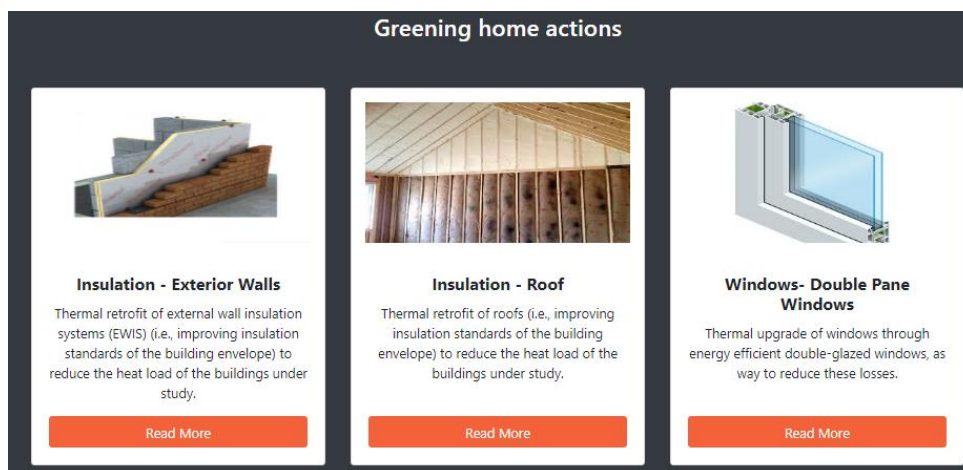 Greening home actions
Insulation - Exterior Walls
Thermal retrofit of external wall insulation
systems (EWIS) (i.e., improving insulation
standards of the building envelope) to
reduce the heat load of the buildings under
study.
Read More
Insulation - Roof
Thermal retrofit of roofs (i.e., improving
insulation standards of the building
envelope) to reduce the heat load of the
buildings under study.
Read More
Windows- Double Pane
Windows
Thermal upgrade of windows through
energy efficient double-glazed windows, as
way to reduce these losses.
Read More